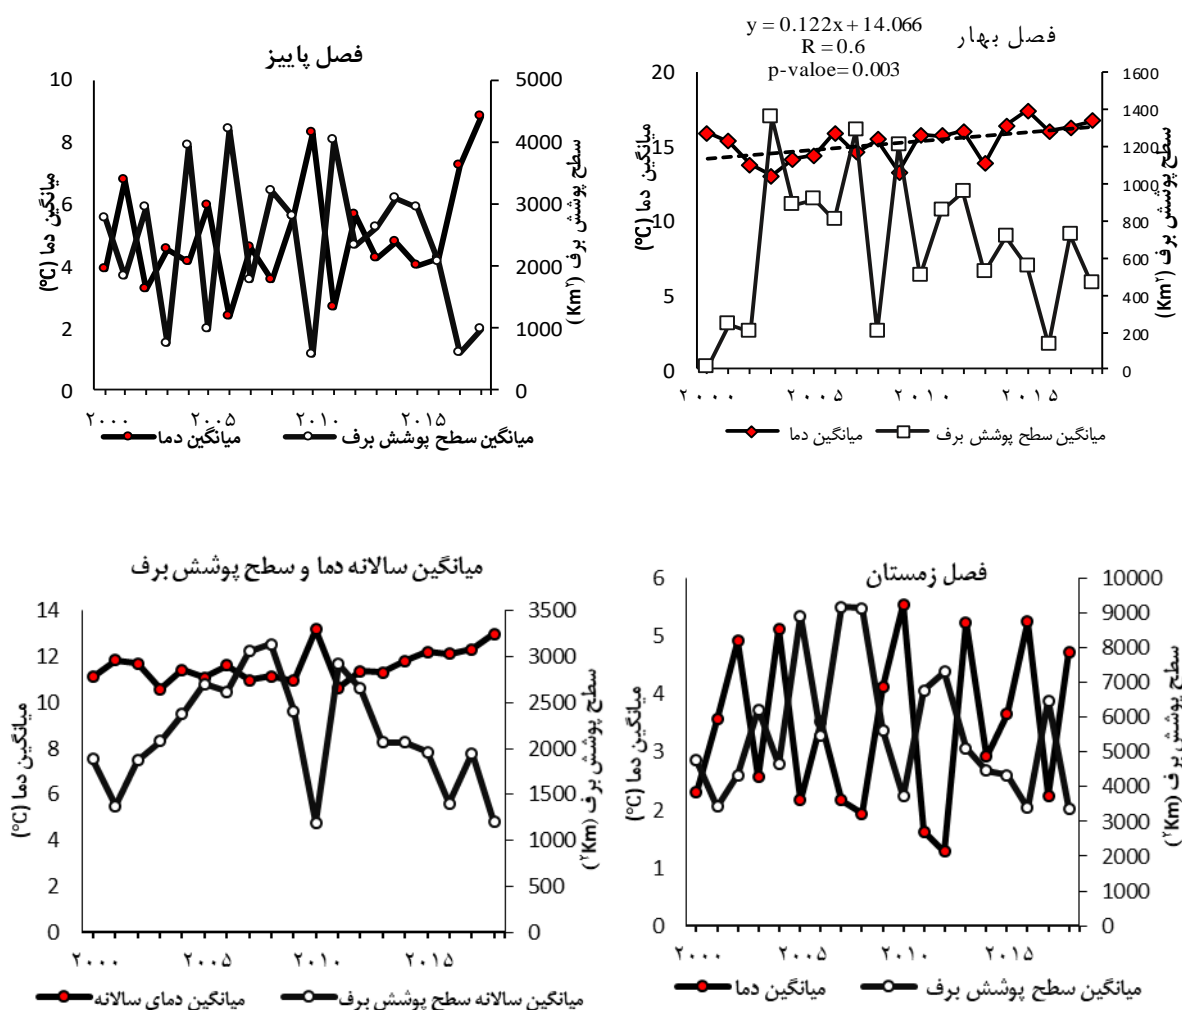 فصل پاییز
10
8
6
4
2
0
میانگین دما (ºC)
5000
4000
3000
2000
1000
0
سطح پوشش برف (Km۲)
۲۰۰۰ ۲۰۰۵ ۲۰۱۰ ۲۰۱۵
میانگین دما میانگین سطح پوشش برف
y = 0.122x + 14.066
R = 0.6
p-valoe= 0.003
فصل بهار
20
15
10
5
0
میانگین دما (ºC)
1600
1400
1200
1000
800
600
400
200
0
سطح پوشش برف (Km۲)
۲۰۰۰ ۲۰۰۵ ۲۰۱۰ ۲۰۱۵
میانگین دما میانگین سطح پوشش برف
میانگین سالانه دما و سطح پوشش برف
14
12
10
8
6
4
2
0
میانگین دما (°C)
3500
3000
2500
2000
1500
1000
500
0
سطح پوشش برف (Km۲)
۲۰۰۰ ۲۰۰۵ ۲۰۱۰ ۲۰۱۵
میانگین دمای سالانه میانگین سالانه سطح پوشش برف
فصل زمستان
6
5
4
3
2
1
0
میانگین دما (°C)
10000
9000
8000
7000
6000
5000
4000
3000
2000
1000
0
سطح پوشش برف (Km۲)
۲۰۰۰ ۲۰۰۵ ۲۰۱۰ ۲۰۱۵
میانگین دما میانگین سطح پوشش برف